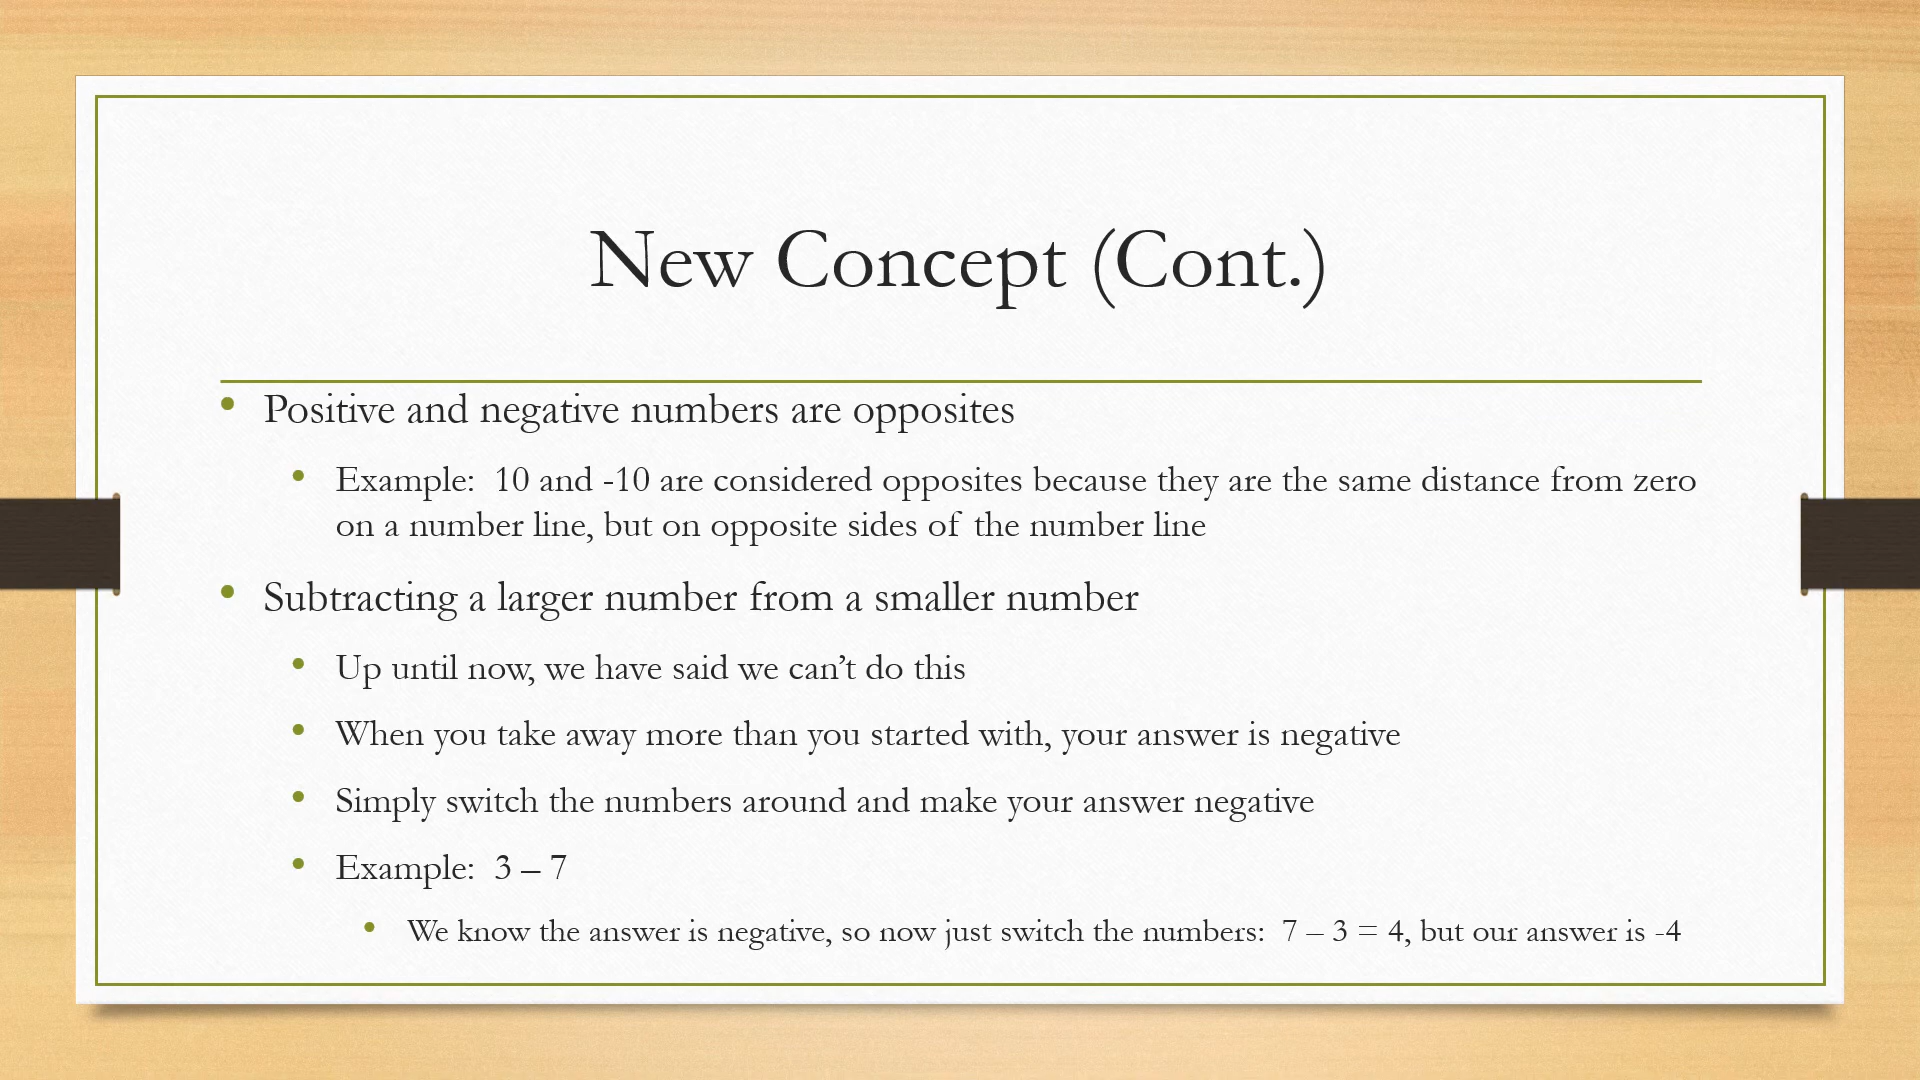 New Concept (Cont.)
• Positive and negative numbers are opposites
• Example:  10 and -10 are considered opposites because they are the same distance from zero
on a number line, but on opposite sides of the number line
• Subtracting a larger number from a smaller number
• Up until now, we have said we can’t do this
• When you take away more than you started with, your answer is negative
• Simply switch the numbers around and make your answer negative
• Example:  3 – 7
• We know the answer is negative, so now just switch the numbers:  7 – 3 = 4, but our answer is -4